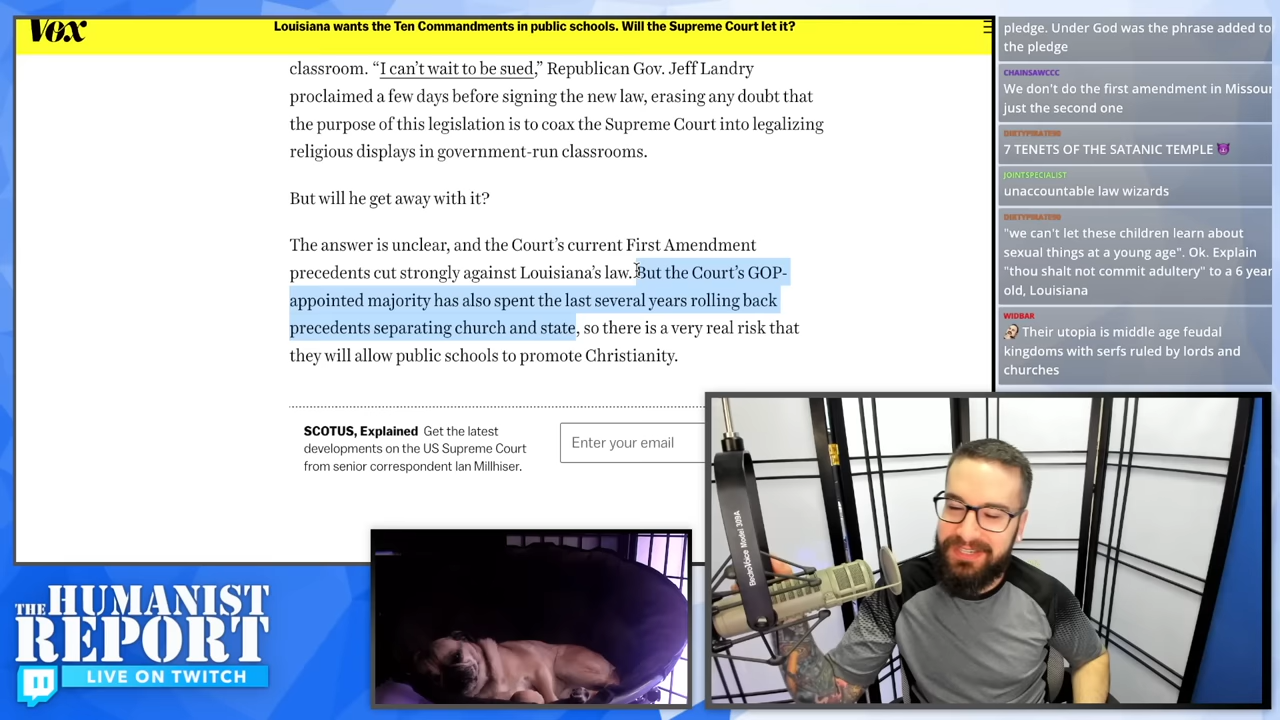 Vox
Louisiana wants the Ten Commandments in public schools. Will the Supreme Court let it?
classroom. “I can’t wait to be sued,” Republican Gov. Jeff Landry
proclaimed a few days before signing the new law, erasing any doubt that
the purpose of this legislation is to coax the Supreme Court into legalizing
religious displays in government-run classrooms.
But will he get away with it?
The answer is unclear, and the Court’s current First Amendment
precedents cut strongly against Louisiana’s law. But the Court’s GOP-
appointed majority has also spent the last several years rolling back
precedents separating church and state, so there is a very real risk that
they will allow public schools to promote Christianity.
SCOTUS, Explained Get the latest
developments on the US Supreme Court
from senior correspondent Ian Millhiser.
Enter your email
pledge. Under God was the phrase added to
the pledge
CHAINSAWCCC
We don't do the first amendment in Missour
just the second one
DIRTYPIRATE80
7 TENETS OF THE SATANIC TEMPLE 😈
JOINTSPECIALIST
unaccountable law wizards
DIRTYPIRATE80
"we can't let these children learn about
sexual things at a young age". Ok. Explain
"thou shalt not commit adultery" to a 6 year
old, Louisiana
WIDBAR
Their utopia is middle age feudal
kingdoms with serfs ruled by lords and
churches
ElectroVoice Model 309A
THE HUMANIST
REPORT
LIVE ON TWITCH